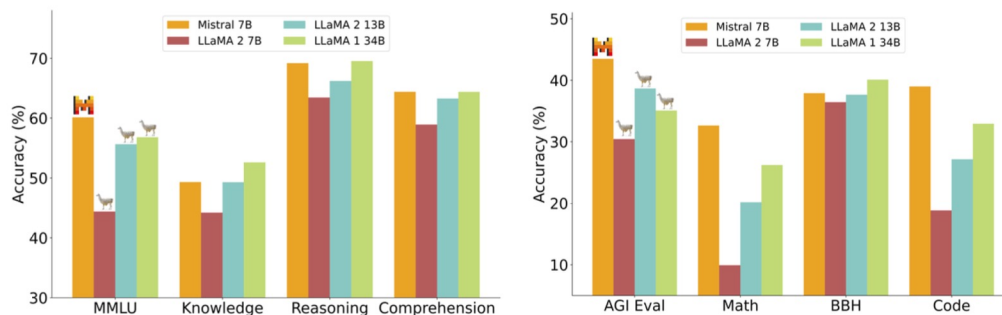 Mistral 7B
LLaMA 2 7B
LLaMA 2 13B
LLaMA 1 34B
Accuracy (%)
70
60
50
40
30
MMLU Knowledge Reasoning Comprehension
Mistral 7B
LLaMA 2 7B
LLaMA 2 13B
LLaMA 1 34B
Accuracy (%)
50
40
30
20
10
AGI Eval Math BBH Code